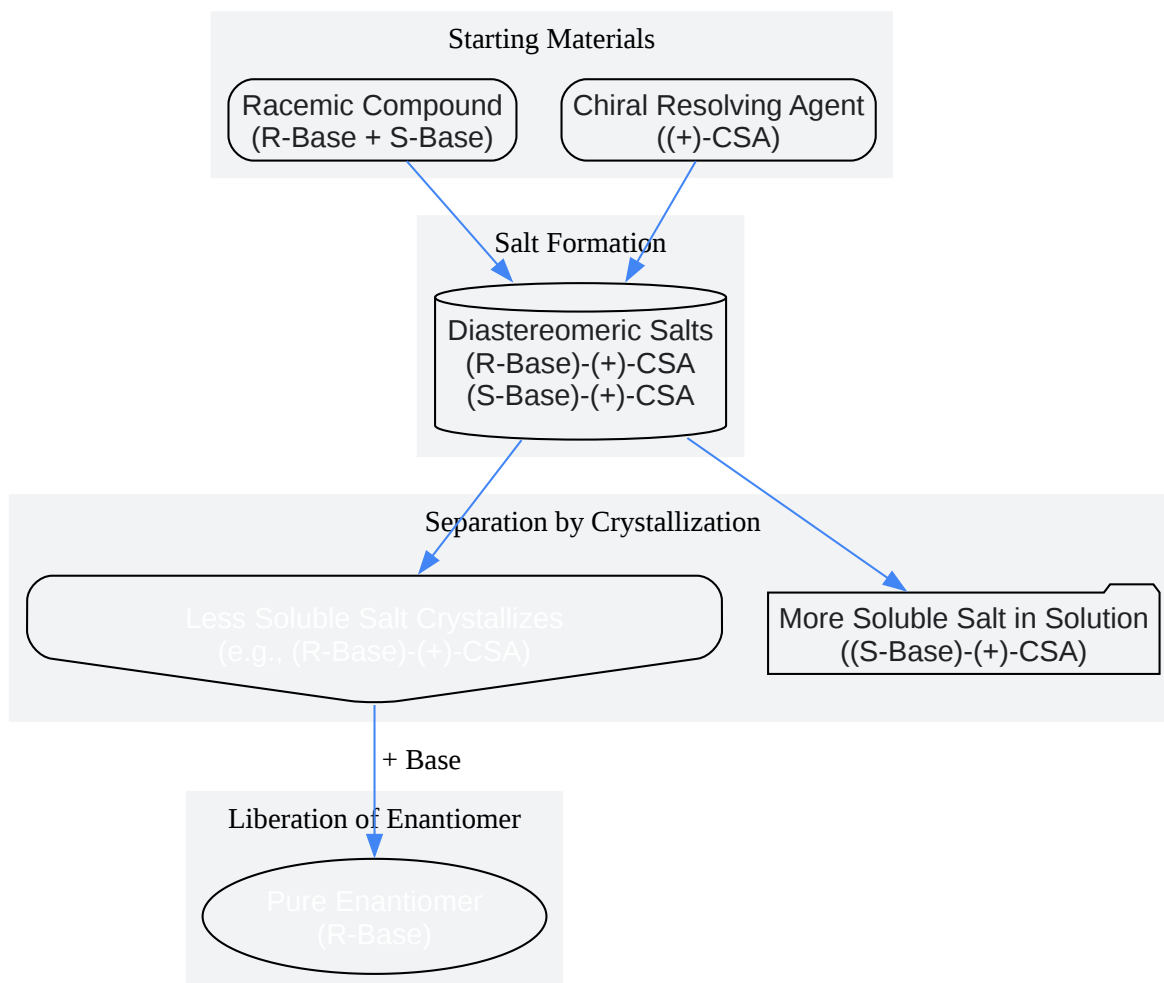 Starting Materials
Racemic Compound
(R-Base + S-Base)
Chiral Resolving Agent
((+)-CSA)
Salt Formation
Diastereomeric Salts
(R-Base)-(+)-CSA
(S-Base)-(+)-CSA
Separation by Crystallization
Less Soluble Salt Crystallizes
(e.g., (R-Base)-(+)-CSA)
More Soluble Salt in Solution
((S-Base)-(+)-CSA)
+ Base
Liberation of Enantiomer
Pure Enantiomer
(R-Base)